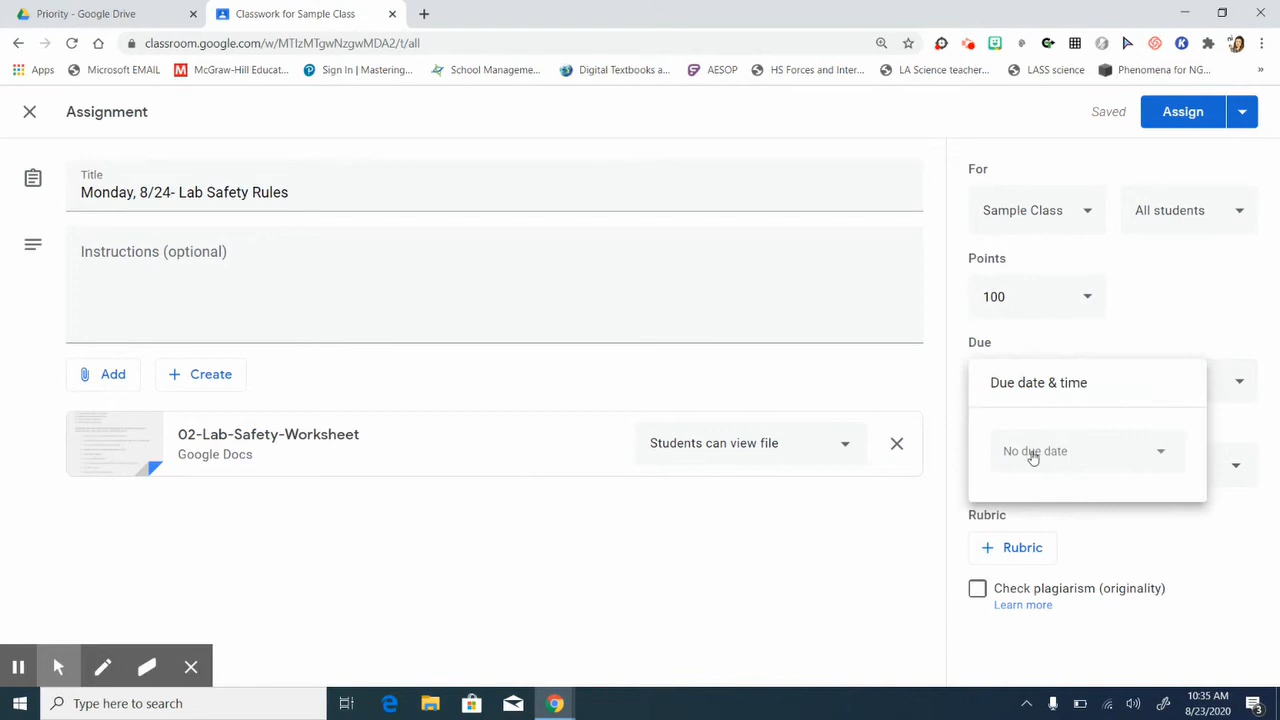 Priority - Google Drive
Classwork for Sample Class
classroom.google.com/w/MTIzMTgwNzgwMDA2/t/all
Apps
Microsoft EMAIL
McGraw-Hill Educat...
Sign In | Mastering...
School Manageme...
Digital Textbooks a...
AESOP
HS Forces and Inter...
LA Science teacher...
LASS science
Phenomena for NG...
»
Assignment
Saved
Assign
Title
Monday, 8/24- Lab Safety Rules
Instructions (optional)
Add
Create
02-Lab-Safety-Worksheet
Google Docs
Students can view file
For
Sample Class
All students
Points
100
Due
Due date & time
No due date
Rubric
Rubric
Check plagiarism (originality)
Learn more
Type here to search
10:35 AM
8/23/2020
3